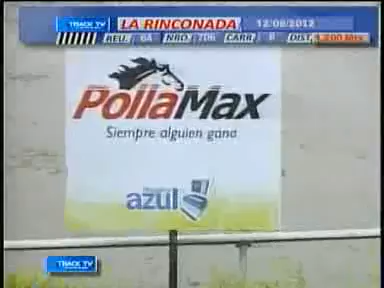 TRACK TV
LA RINCONADA
12/08/2012
REU. 64 NRO. 706 CARR 8 DIST. 1.200 Mts
PollaMax
Siempre alguien gana
azul
TRACK TV